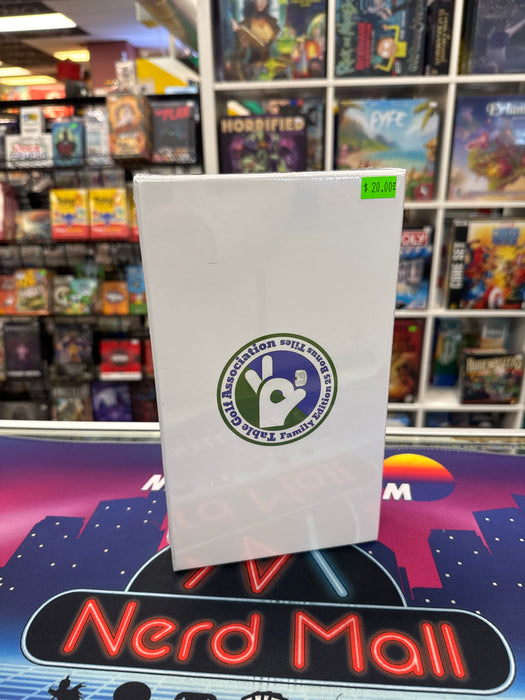 HORRIFIED
FYFE
$ 20.00
Table Golf Association
Family Edition 25 Bonus Tiles
M
Nerd Mall